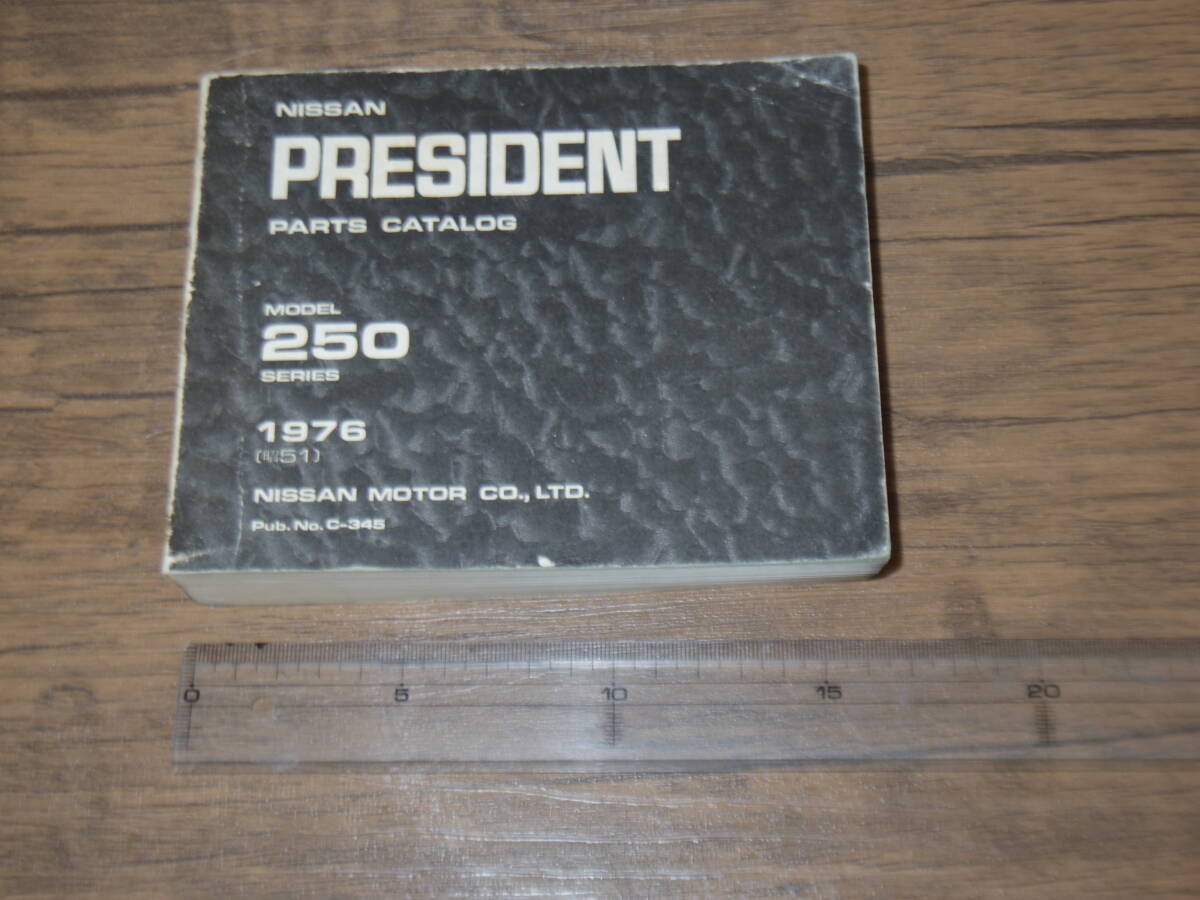 NISSAN
PRESIDENT
PARTS CATALOG
MODEL
250
SERIES
1976
(昭51)
NISSAN MOTOR CO., LTD.
Pub. No. C-345
0 5 10 15 20